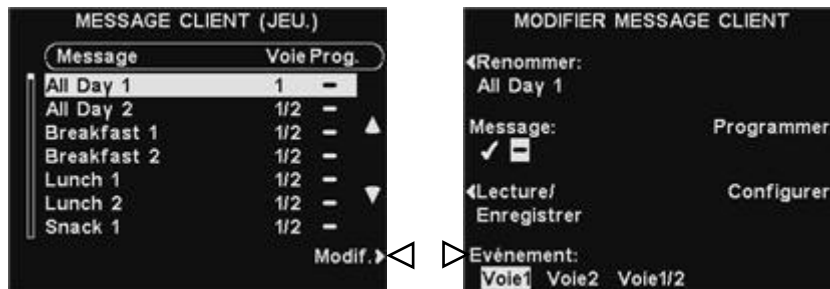 MESSAGE CLIENT (JEU.)
Message Voie Prog.
All Day 1 1 –
All Day 2 1/2 –
Breakfast 1 1/2 –
Breakfast 2 1/2 –
Lunch 1 1/2 –
Lunch 2 1/2 –
Snack 1 1/2 –
Modif.
MODIFIER MESSAGE CLIENT
Renommer:
All Day 1
Message: Programmer
✓ –
Lecture/ Configurer
Enregistrer
Evénement:
Voie1 Voie2 Voie1/2